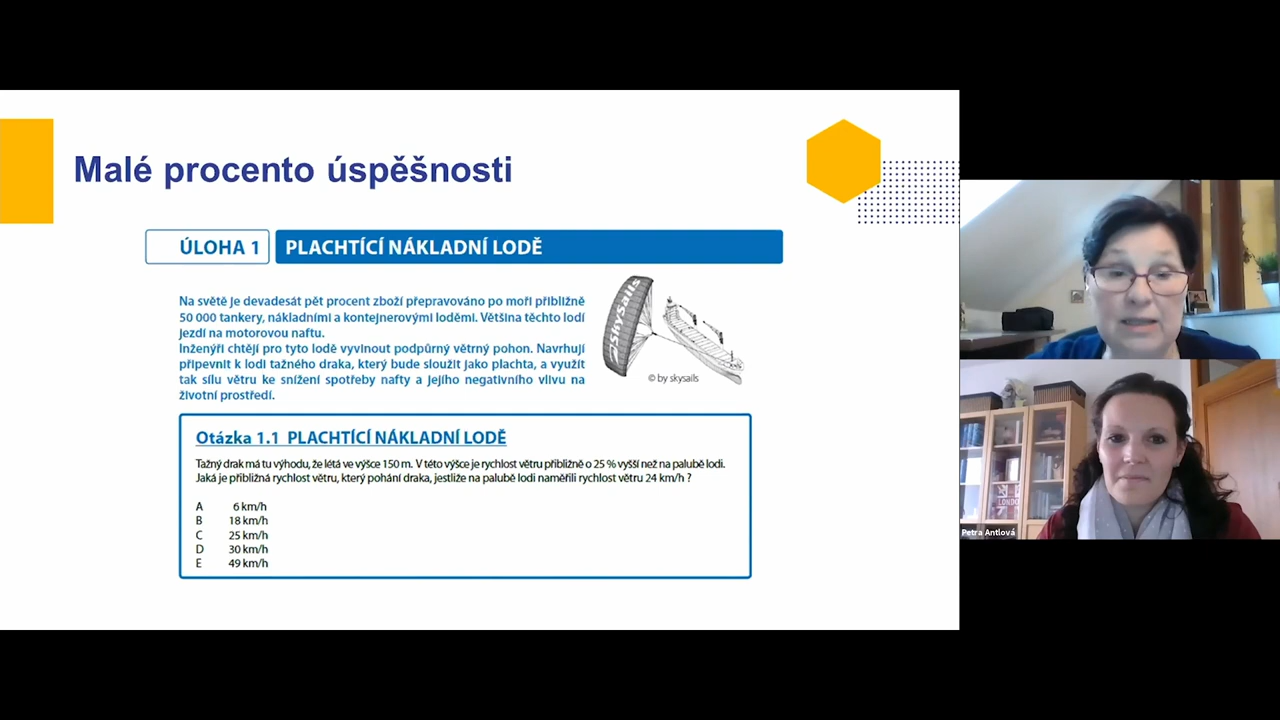 Malé procento úspěšnosti
ÚLOHA 1
PLACHTÍCÍ NÁKLADNÍ LODĚ
Na světě je devadesát pět procent zboží přepravováno po moři přibližně
50 000 tankery, nákladními a kontejnerovými loděmi. Většina těchto lodí
jezdí na motorovou naftu.
Inženýři chtějí pro tyto lodě vyvinout podpůrný větrný pohon. Navrhují
připevnit k lodi tažného draka, který bude sloužit jako plachta, a využít
tak sílu větru ke snížení spotřeby nafty a jejího negativního vlivu na
životní prostředí.
SkySails
© by skysails
Otázka 1.1 PLACHTÍCÍ NÁKLADNÍ LODĚ
Tažný drak má tu výhodu, že létá ve výšce 150 m. V této výšce je rychlost větru přibližně o 25 % vyšší než na palubě lodi.
Jaká je přibližná rychlost větru, který pohání draka, jestliže na palubě lodi naměřili rychlost větru 24 km/h ?
A 6 km/h
B 18 km/h
C 25 km/h
D 30 km/h
E 49 km/h
LONDON
Petra Antlová